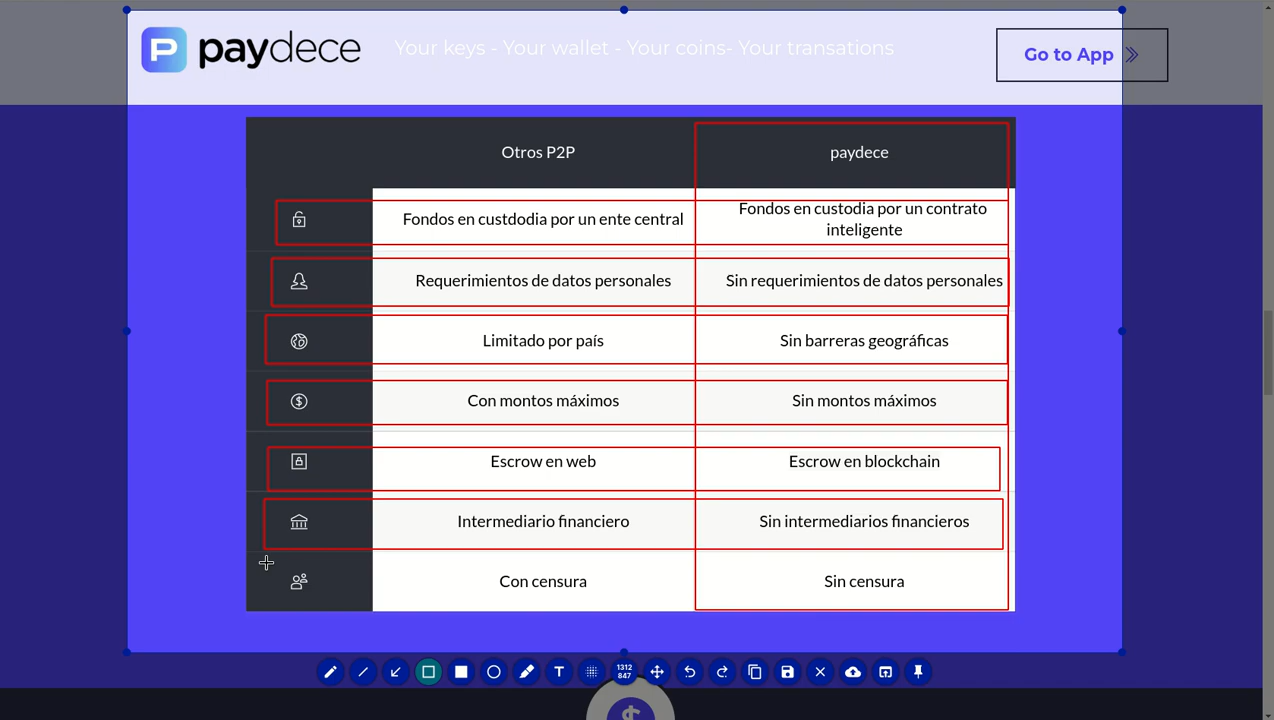 P paydece
Your keys - Your wallet - Your coins- Your transations
Go to App
Otros P2P paydece
Fondos en custdodia por un ente central Fondos en custodia por un contrato
inteligente
Requerimientos de datos personales Sin requerimientos de datos personales
Limitado por país Sin barreras geográficas
$ Con montos máximos Sin montos máximos
Escrow en web Escrow en blockchain
Intermediario financiero Sin intermediarios financieros
Con censura Sin censura
T
1312
847
$